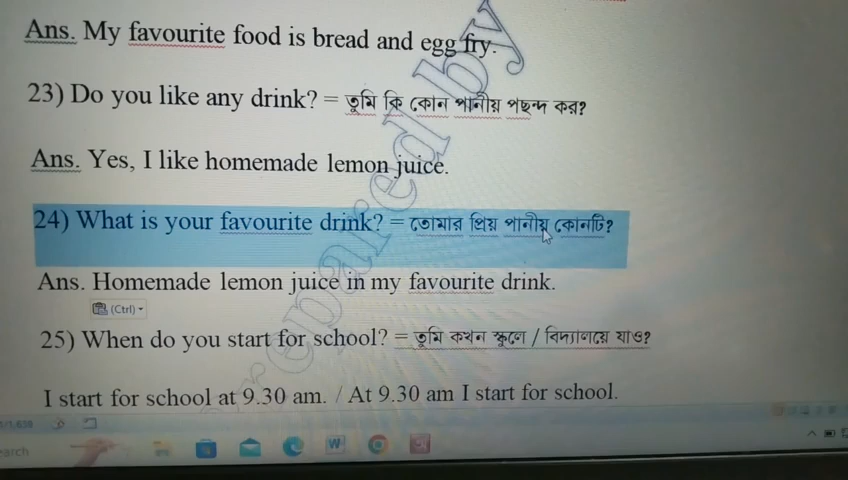 Ans. My favourite food is bread and egg fry.
23) Do you like any drink? = তুমি কি কোন পানীয় পছন্দ কর?
Ans. Yes, I like homemade lemon juice.
24) What is your favourite drink? = তোমার প্রিয় পানীয় কোনটি?
Ans. Homemade lemon juice in my favourite drink.
(Ctrl)
25) When do you start for school? = তুমি কখন স্কুলে / বিদ্যালয়ে যাও?
I start for school at 9.30 am. / At 9.30 am I start for school.